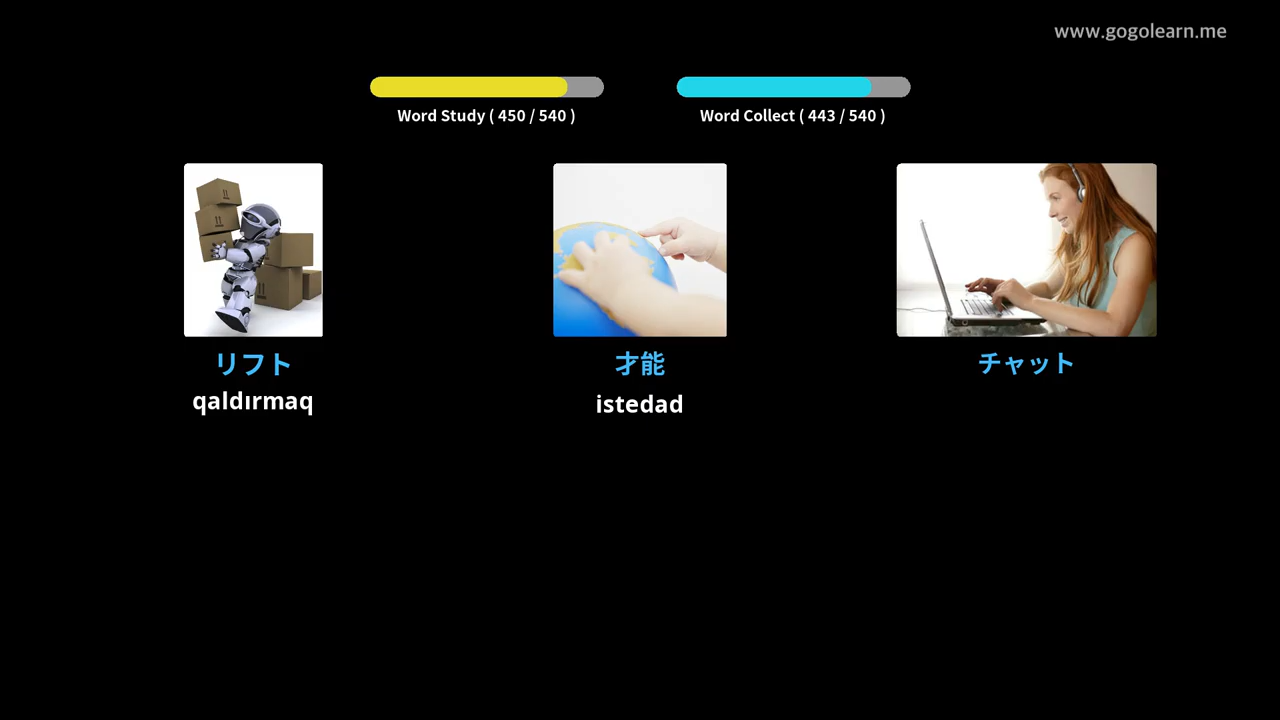 www.gogolearn.me
Word Study ( 450 / 540 )
Word Collect ( 443 / 540 )
リフト
才能
チャット
qaldırmaq
istedad